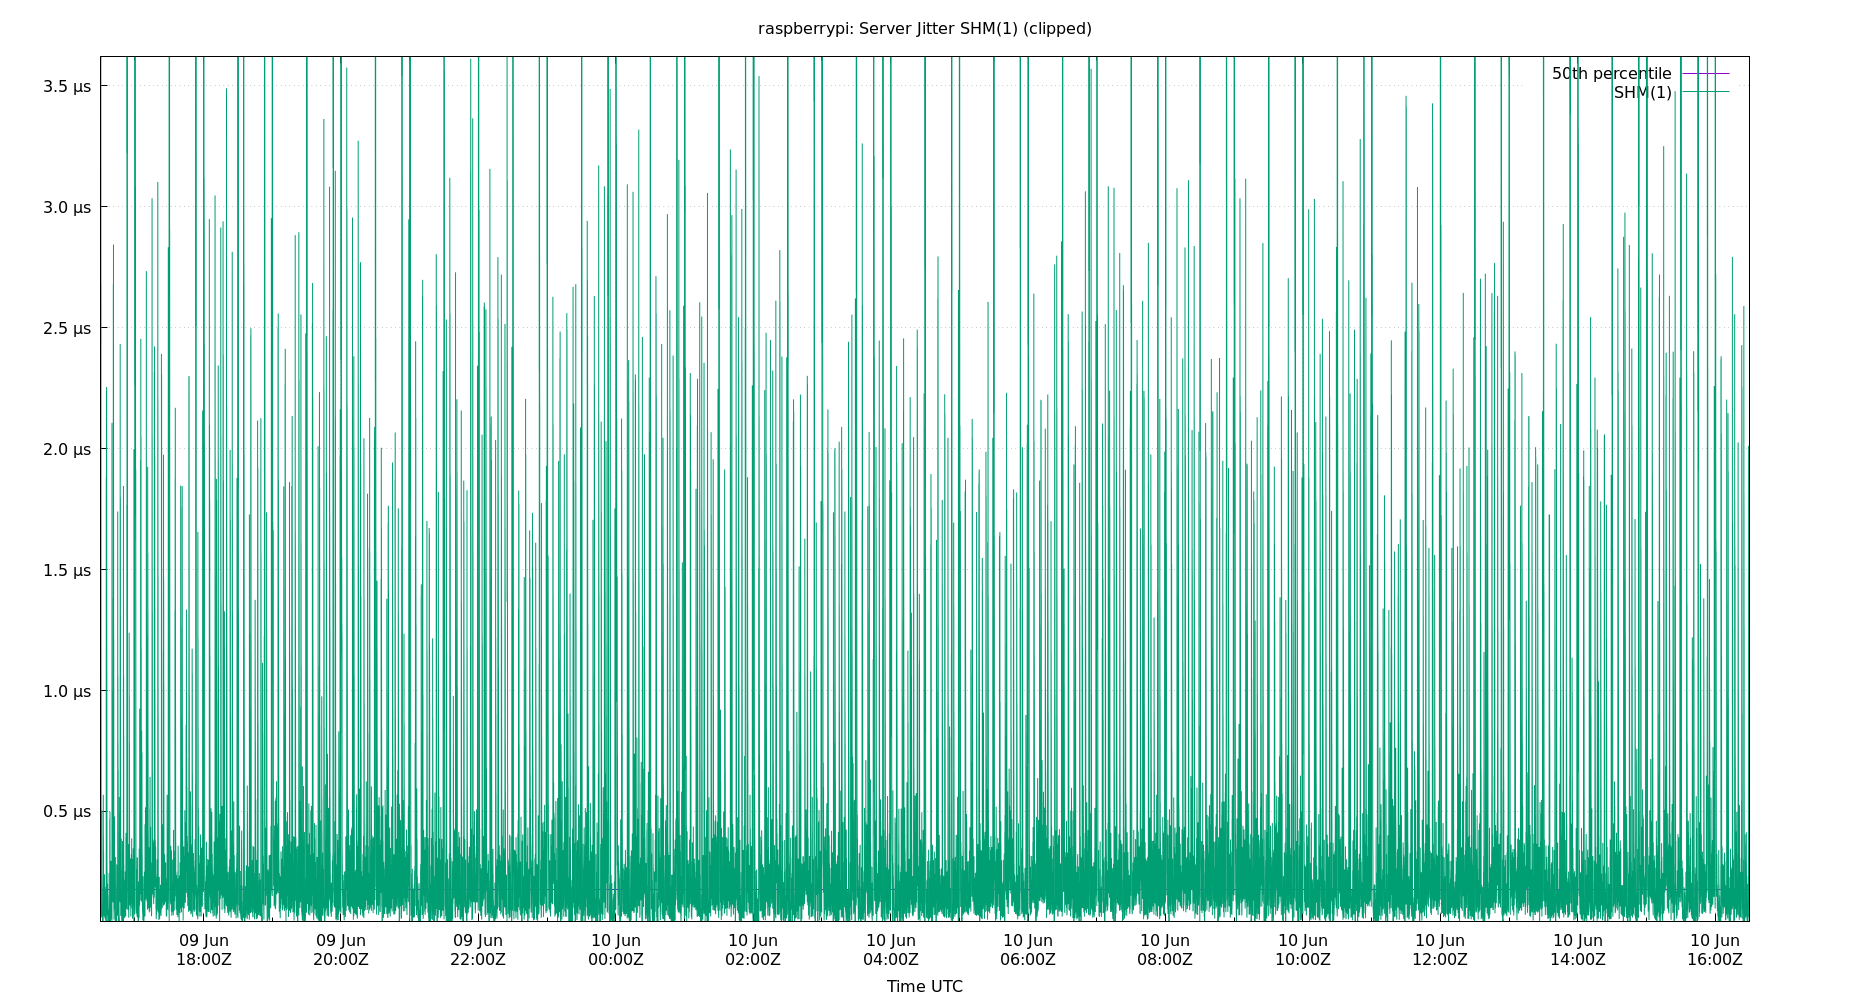 raspberrypi: Server Jitter SHM(1) (clipped)
50th percentile
SHM(1)
3.5 µs
3.0 µs
2.5 µs
2.0 µs
1.5 µs
1.0 µs
0.5 µs
09 Jun 09 Jun 09 Jun 10 Jun 10 Jun 10 Jun 10 Jun 10 Jun 10 Jun 10 Jun 10 Jun 10 Jun
18:00Z 20:00Z 22:00Z 00:00Z 02:00Z 04:00Z 06:00Z 08:00Z 10:00Z 12:00Z 14:00Z 16:00Z
Time UTC